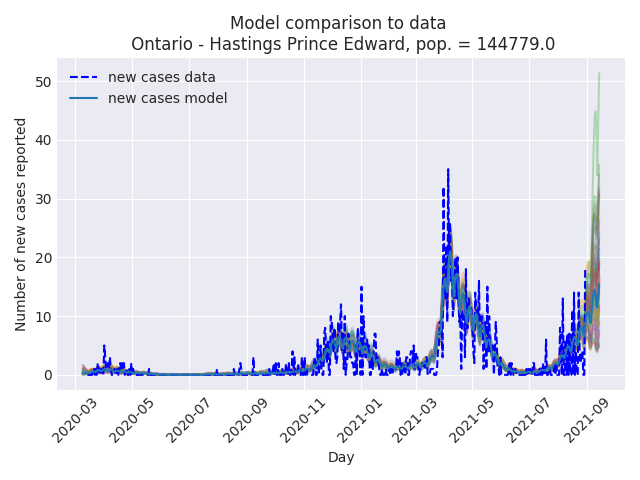 Model comparison to data
Ontario - Hastings Prince Edward, pop. = 144779.0
new cases data
new cases model
Number of new cases reported
50
40
30
20
10
0
2020-03
2020-05
2020-07
2020-09
2020-11
2021-01
2021-03
2021-05
2021-07
2021-09
Day